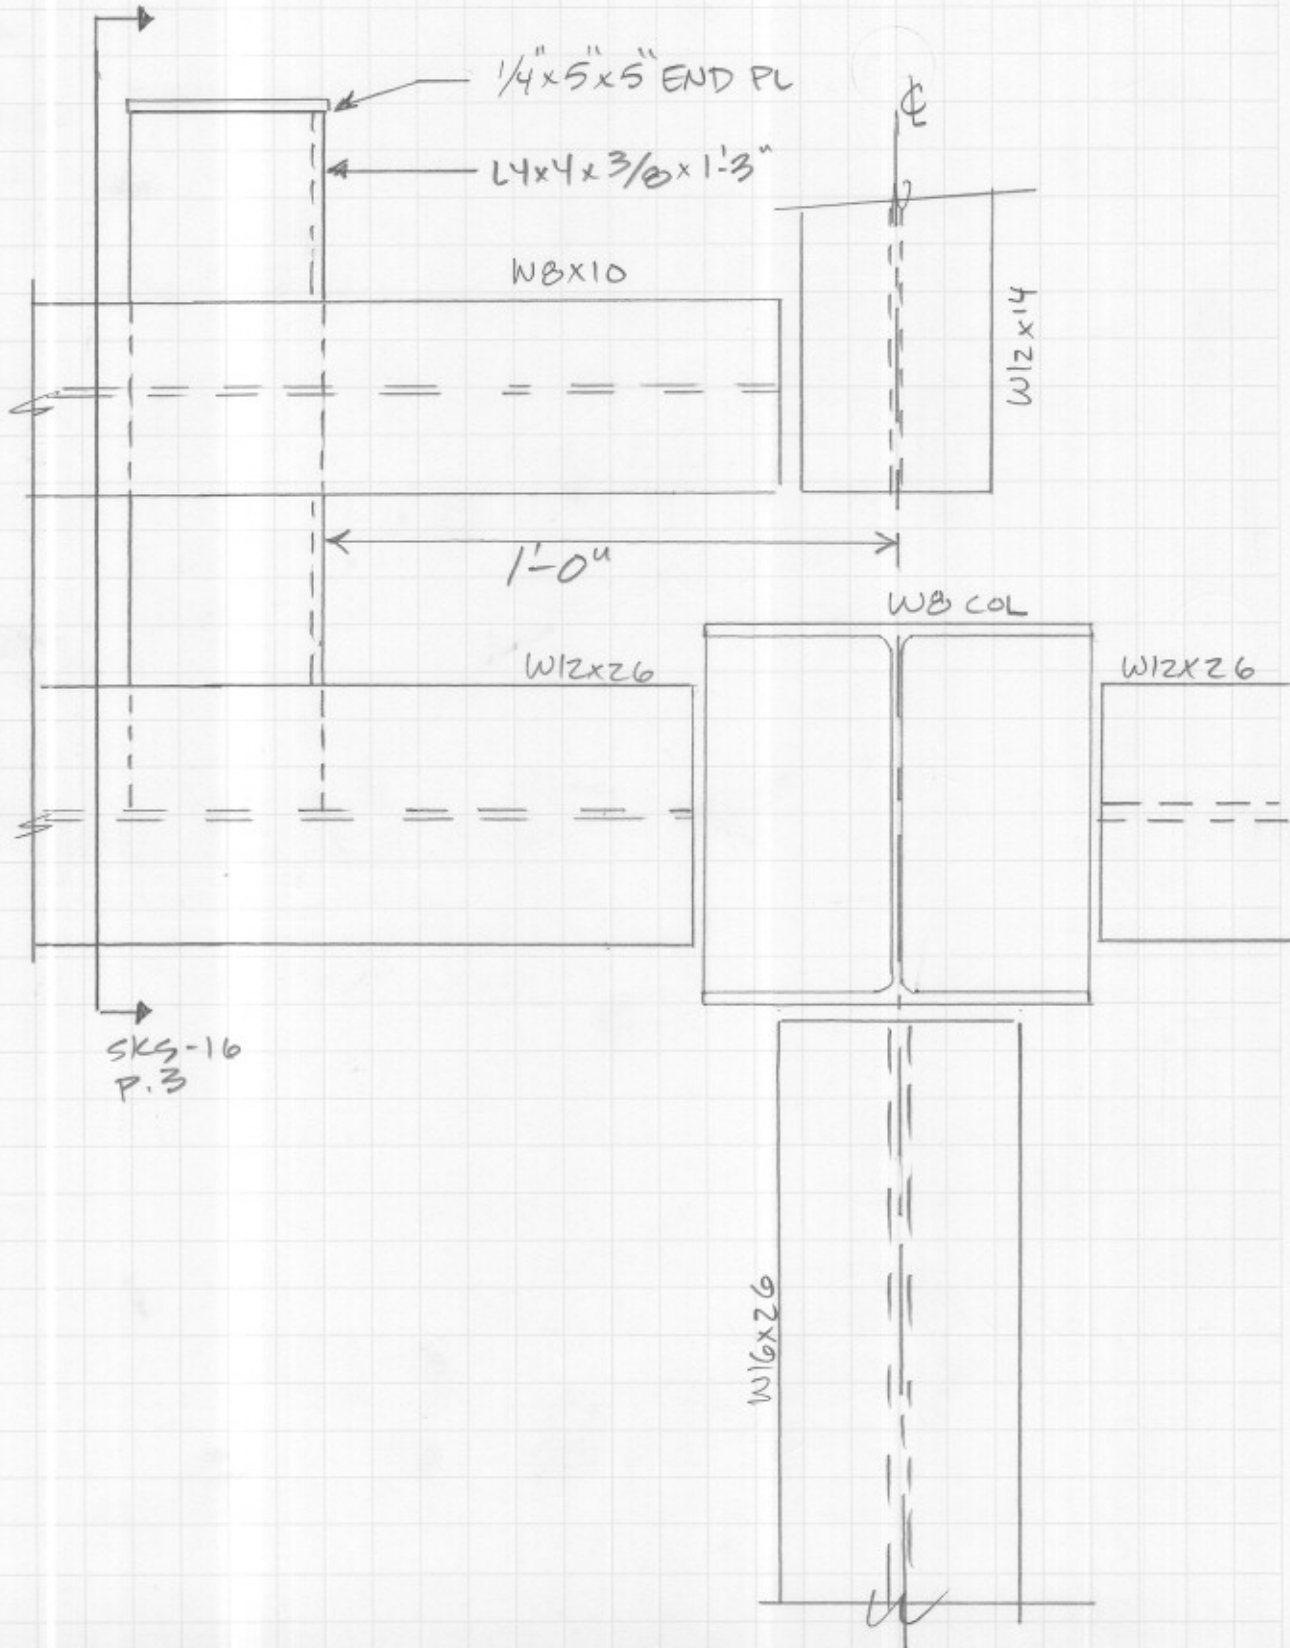 1/4"x5"x5" END PL
℄
L4x4x3/8x1'-3"
W8X10
W12x14
1'-0"
W8 COL
W12X26
W12X26
SKS-16
P.3
W16x26